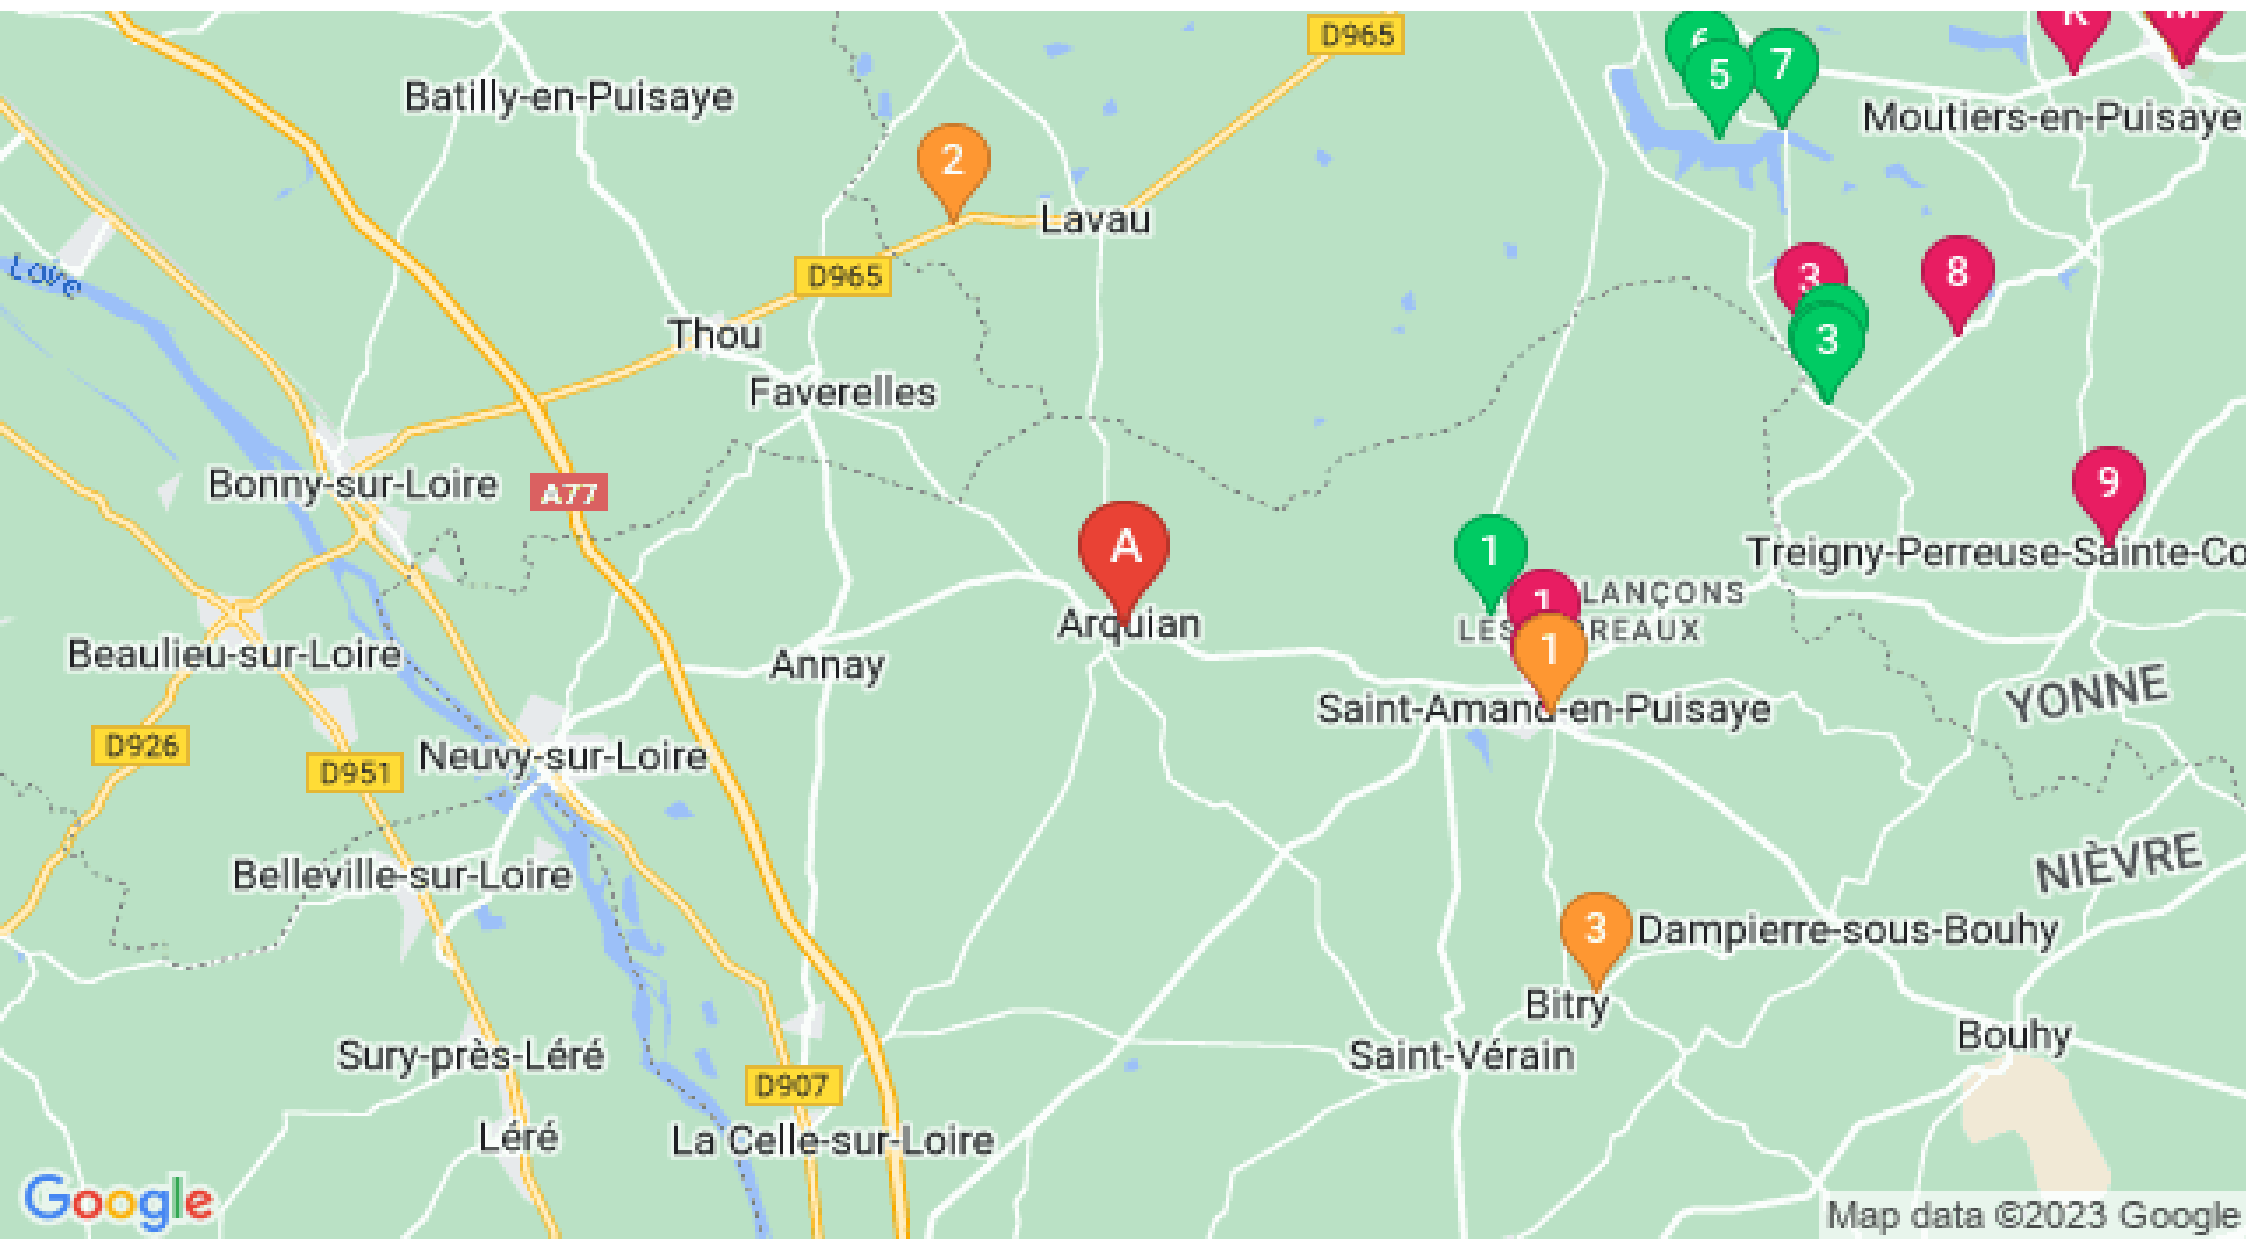 D965
K
M
6
5
7
Batilly-en-Puisaye
Moutiers-en-Puisaye
2
Lavau
Loire
D965
3
8
Thou
3
Faverelles
Bonny-sur-Loire
A77
9
A
1
Treigny-Perreuse-Sainte-Co
Arquian
1
LANÇONS
LES
REAUX
1
Beaulieu-sur-Loire
Annay
YONNE
Saint-Amand-en-Puisaye
D926
D951
Neuvy-sur-Loire
NIÈVRE
Belleville-sur-Loire
3
Dampierre-sous-Bouhy
Bitry
Bouhy
Sury-près-Léré
Saint-Vérain
D907
Léré
La Celle-sur-Loire
Google
Map data ©2023 Google